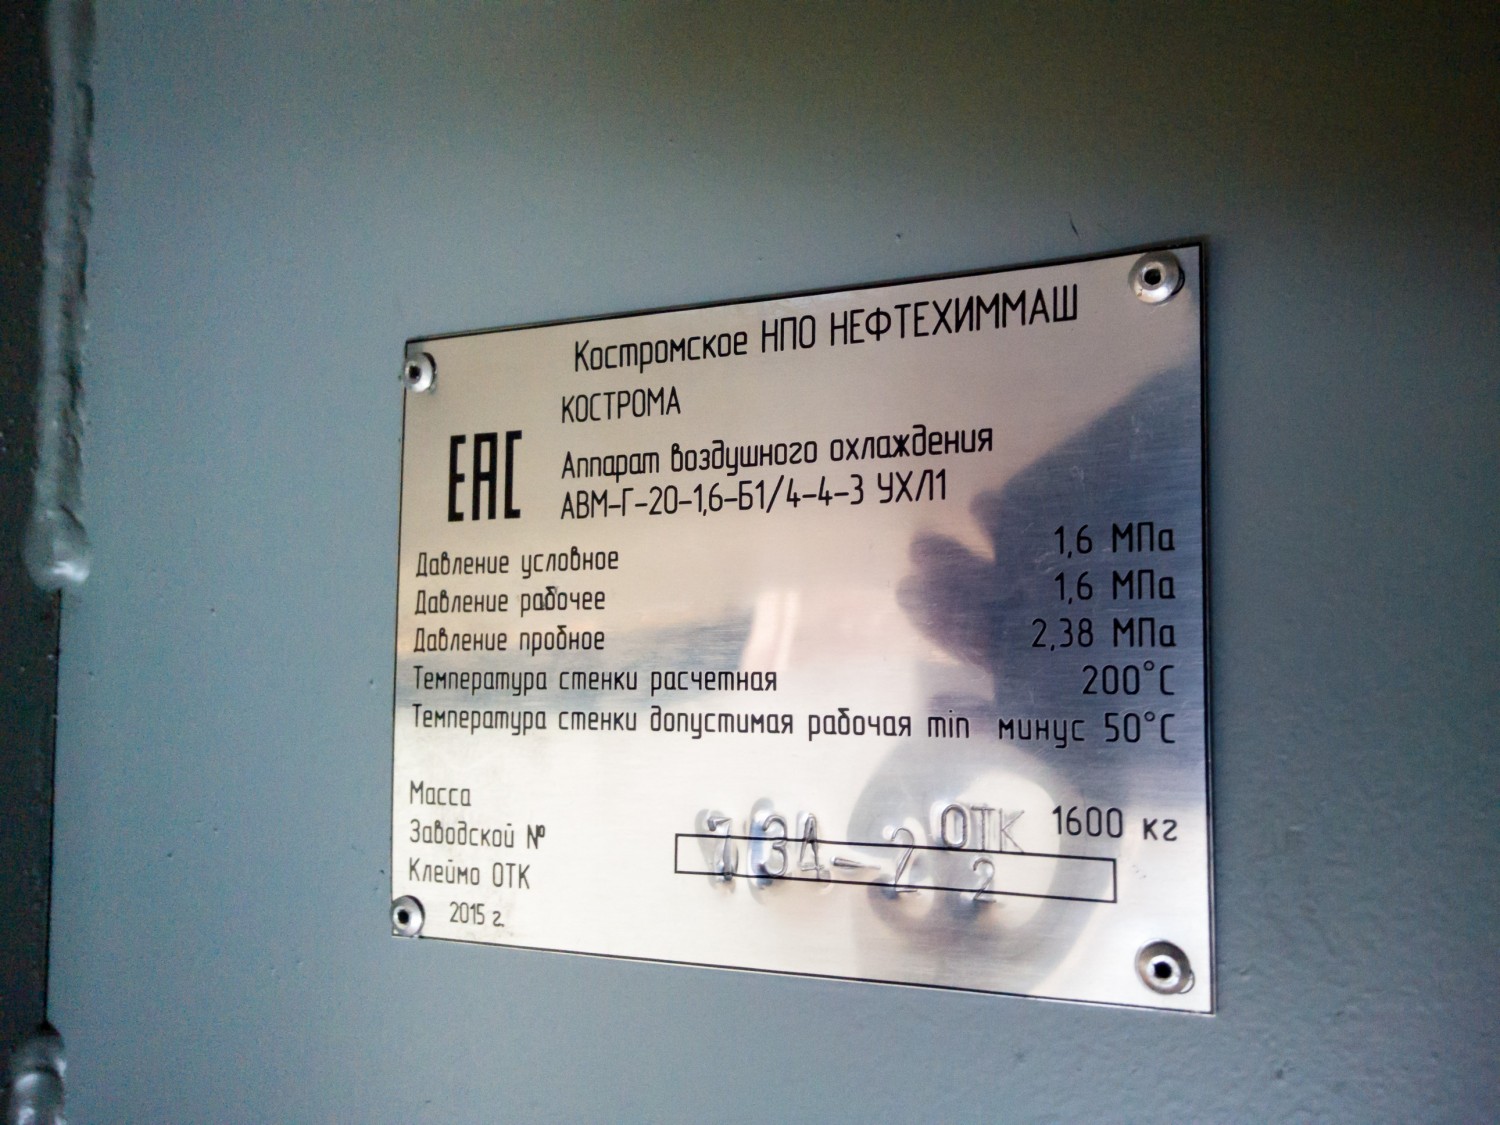 Костромское НПО НЕФТЕХИММАШ
КОСТРОМА
ЕАС
Аппарат воздушного охлаждения
АВМ-Г-20-1,6-Б1/4-4-3 УХЛ1
Давление условное 1,6 МПа
Давление рабочее 1,6 МПа
Давление пробное 2,38 МПа
Температура стенки расчетная 200°С
Температура стенки допустимая рабочая min минус 50°С
Масса 1600 кг
Заводской №
Клеймо ОТК ОТК
2
2015 г.